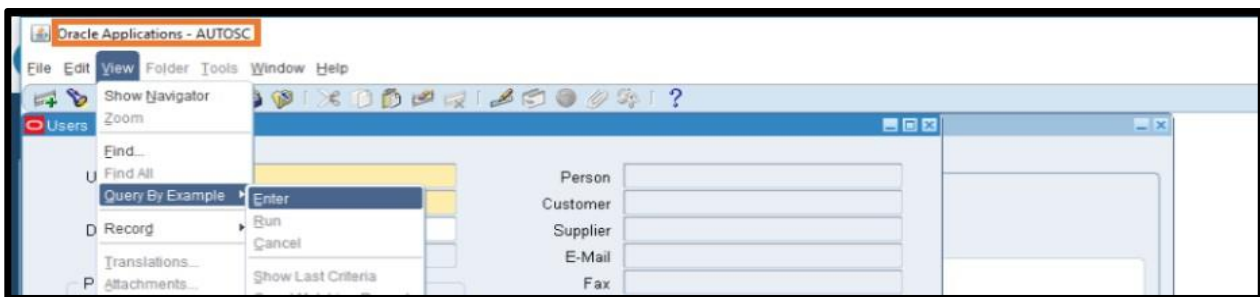 Oracle Applications - AUTOSC
File Edit View Folder Tools Window Help
Show Navigator
Zoom
Users
Find...
U Find All Person
Query By Example Enter Customer
D Record Run Supplier
Cancel
Translations... E-Mail
P Attachments... Show Last Criteria Fax